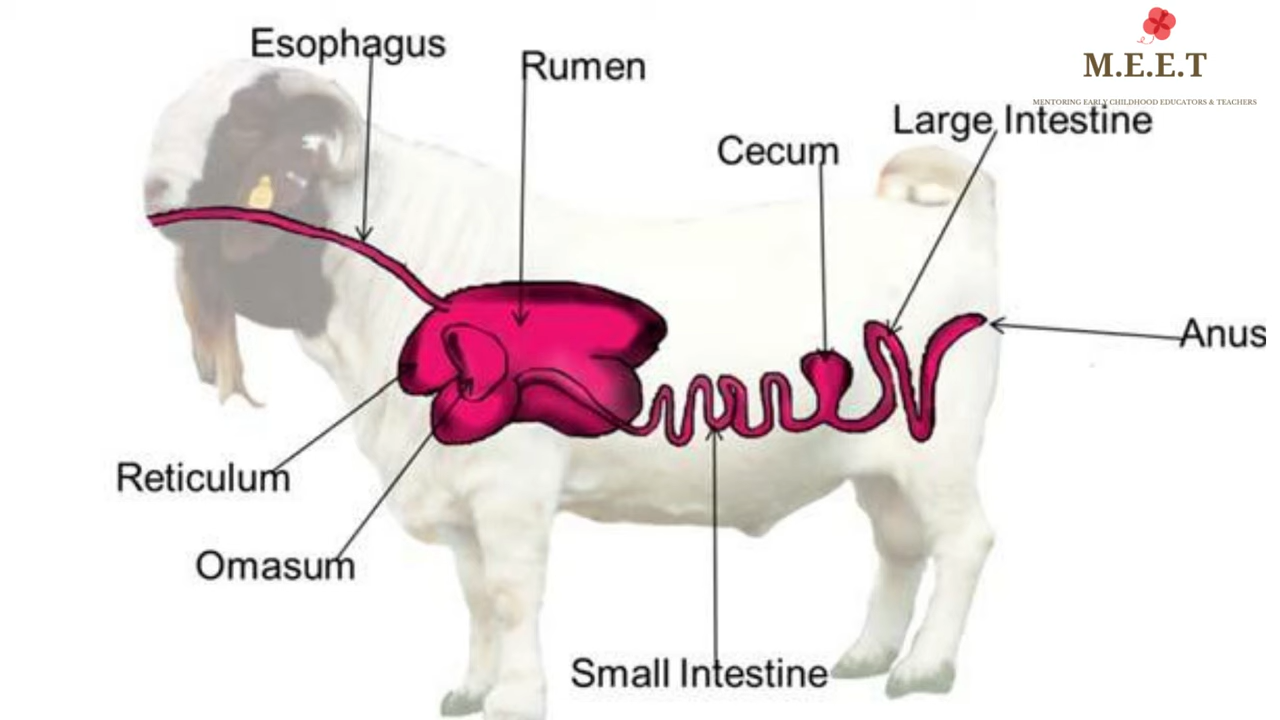 Esophagus
Rumen
M.E.E.T
MENTORING EARLY CHILDHOOD EDUCATORS & TEACHERS
Large Intestine
Cecum
Anus
Reticulum
Omasum
Small Intestine